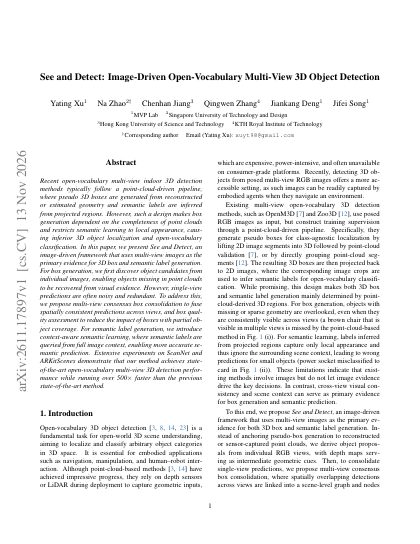 See and Detect: Image-Driven Open-Vocabulary Multi-View 3D Object Detection
Yating Xu¹ Na Zhao²† Chenhan Jiang³ Qingwen Zhang⁴ Jiankang Deng¹ Jifei Song¹
¹MVP Lab ²Singapore University of Technology and Design
³Hong Kong University of Science and Technology ⁴KTH Royal Institute of Technology
†Corresponding author Email (Yating Xu): xuyt98@gmail.com
arXiv:2611.17897v1 [cs.CV] 13 Nov 2026
Abstract
Recent open-vocabulary multi-view indoor 3D detection
methods typically follow a point-cloud-driven pipeline,
where pseudo 3D boxes are generated from reconstructed
or estimated geometry and semantic labels are inferred
from projected regions. However, such a design makes box
generation dependent on the completeness of point clouds
and restricts semantic learning to local appearance, caus-
ing inferior 3D object localization and open-vocabulary
classification. In this paper, we present See and Detect, an
image-driven framework that uses multi-view images as the
primary evidence for 3D box and semantic label generation.
For box generation, we first discover object candidates from
individual images, enabling objects missing in point clouds
to be recovered from visual evidence. However, single-view
predictions are often noisy and redundant. To address this,
we propose multi-view consensus box consolidation to fuse
spatially consistent predictions across views, and box qual-
ity assessment to reduce the impact of boxes with partial ob-
ject coverage. For semantic label generation, we introduce
context-aware semantic learning, where semantic labels are
queried from full image context, enabling more accurate se-
mantic prediction. Extensive experiments on ScanNet and
ARKitScenes demonstrate that our method achieves state-
of-the-art open-vocabulary multi-view 3D detection perfor-
mance while running over 500× faster than the previous
state-of-the-art method.
1. Introduction
Open-vocabulary 3D object detection [3, 8, 14, 23] is a
fundamental task for open-world 3D scene understanding,
aiming to localize and classify arbitrary object categories
in 3D space. It is essential for embodied applications
such as navigation, manipulation, and human-robot inter-
action. Although point-cloud-based methods [3, 14] have
achieved impressive progress, they rely on depth sensors
or LiDAR during deployment to capture geometric inputs,
which are expensive, power-intensive, and often unavailable
on consumer-grade platforms. Recently, detecting 3D ob-
jects from posed multi-view RGB images offers a more ac-
cessible setting, as such images can be readily captured by
embodied agents when they navigate an environment.
Existing multi-view open-vocabulary 3D detection
methods, such as OpenM3D [7] and Zoo3D [12], use posed
RGB images as input, but construct training supervision
through a point-cloud-driven pipeline. Specifically, they
generate pseudo boxes for class-agnostic localization by
lifting 2D image segments into 3D followed by point-cloud
validation [7], or by directly grouping point-cloud seg-
ments [12]. The resulting 3D boxes are then projected back
to 2D images, where the corresponding image crops are
used to infer semantic labels for open-vocabulary classifi-
cation. While promising, this design makes both 3D box
and semantic label generation mainly determined by point-
cloud-derived 3D regions. For box generation, objects with
missing or sparse geometry are overlooked, even when they
are consistently visible across views (a brown chair that is
visible in multiple views is missed by the point-cloud-based
method in Fig. 1 (i)). For semantic learning, labels inferred
from projected regions capture only local appearance and
thus ignore the surrounding scene context, leading to wrong
predictions for small objects (power socket misclassified to
card in Fig. 1 (ii)). These limitations indicate that existing
methods involve images but do not let image evidence
drive the key decisions. In contrast, cross-view visual con-
sistency and scene context can serve as primary evidence
for box generation and semantic prediction.
To this end, we propose See and Detect, an image-driven
framework that uses multi-view images as the primary evi-
dence for both 3D box and semantic label generation. In-
stead of anchoring pseudo-box generation to reconstructed
or sensor-captured point clouds, we derive object propos-
als from individual RGB views, with depth maps serv-
ing as intermediate geometric cues. Then, to consolidate
single-view predictions, we propose multi-view consensus
box consolidation, where spatially overlapping detections
across views are linked into a scene-level graph and nodes
1